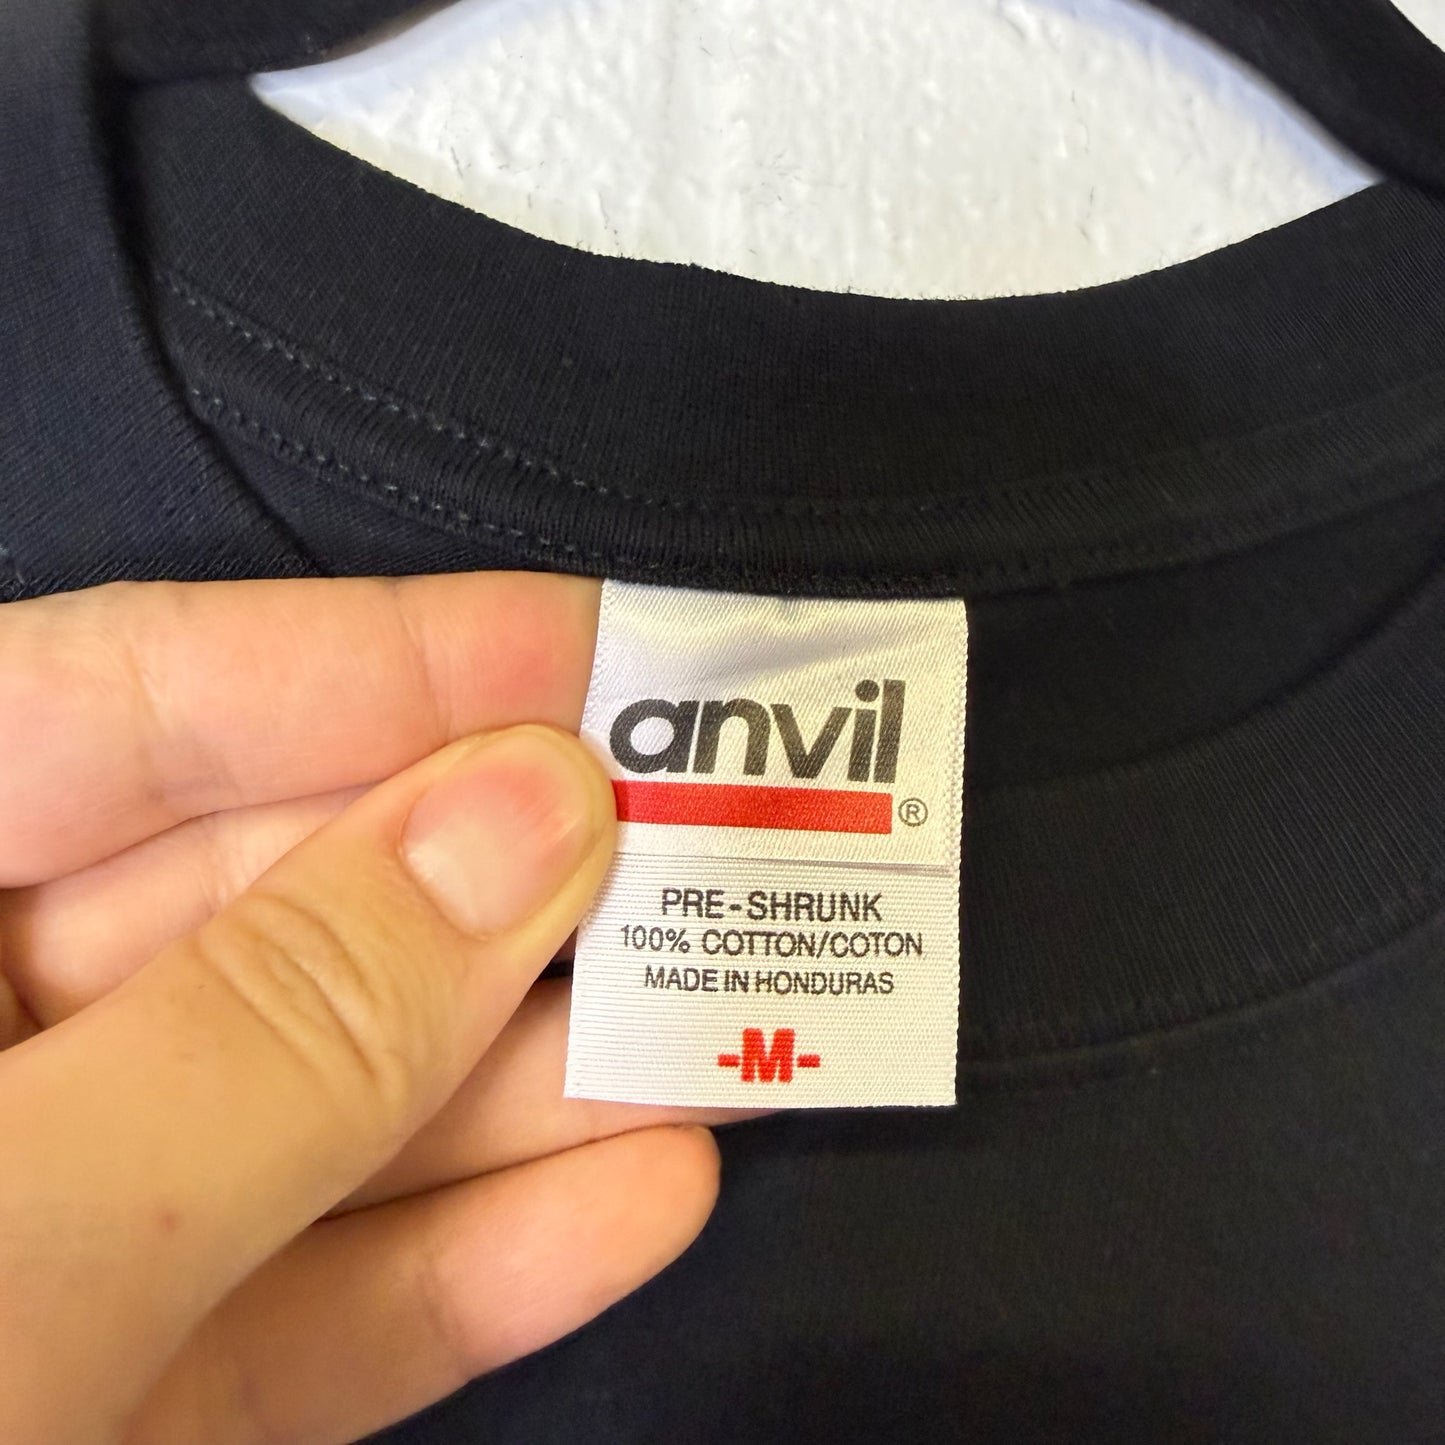 anvil®
PRE-SHRUNK
100% COTTON/COTON
MADE IN HONDURAS
-M-